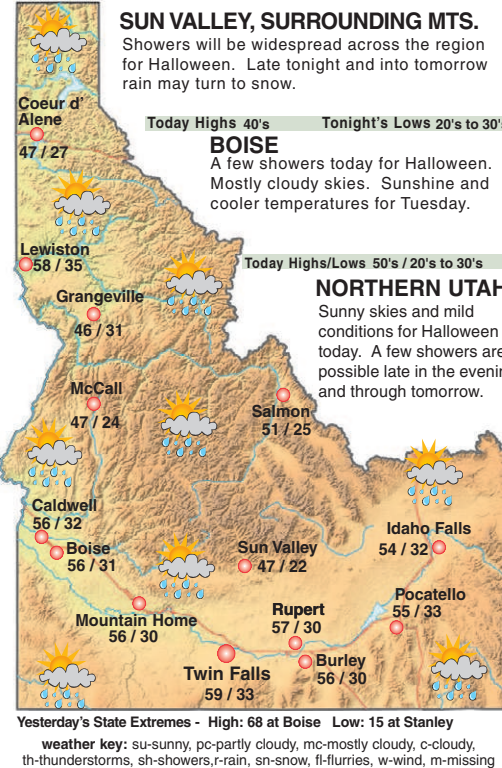 SUN VALLEY, SURROUNDING MTS.
Showers will be widespread across the region
for Halloween. Late tonight and into tomorrow
rain may turn to snow.
Today Highs 40's Tonight's Lows 20's to 30's
BOISE
A few showers today for Halloween.
Mostly cloudy skies. Sunshine and
cooler temperatures for Tuesday.
Today Highs/Lows 50's / 20's to 30's
NORTHERN UTAH
Sunny skies and mild
conditions for Halloween
today. A few showers are
possible late in the evenin
and through tomorrow.
Coeur d'
Alene
47 / 27
Lewiston
58 / 35
Grangeville
46 / 31
McCall
47 / 24
Salmon
51 / 25
Caldwell
56 / 32
Boise
56 / 31
Sun Valley
47 / 22
Idaho Falls
54 / 32
Mountain Home
56 / 30
Rupert
57 / 30
Pocatello
55 / 33
Twin Falls
59 / 33
Burley
56 / 30
Yesterday's State Extremes - High: 68 at Boise Low: 15 at Stanley
weather key: su-sunny, pc-partly cloudy, mc-mostly cloudy, c-cloudy,
th-thunderstorms, sh-showers,r-rain, sn-snow, fl-flurries, w-wind, m-missing